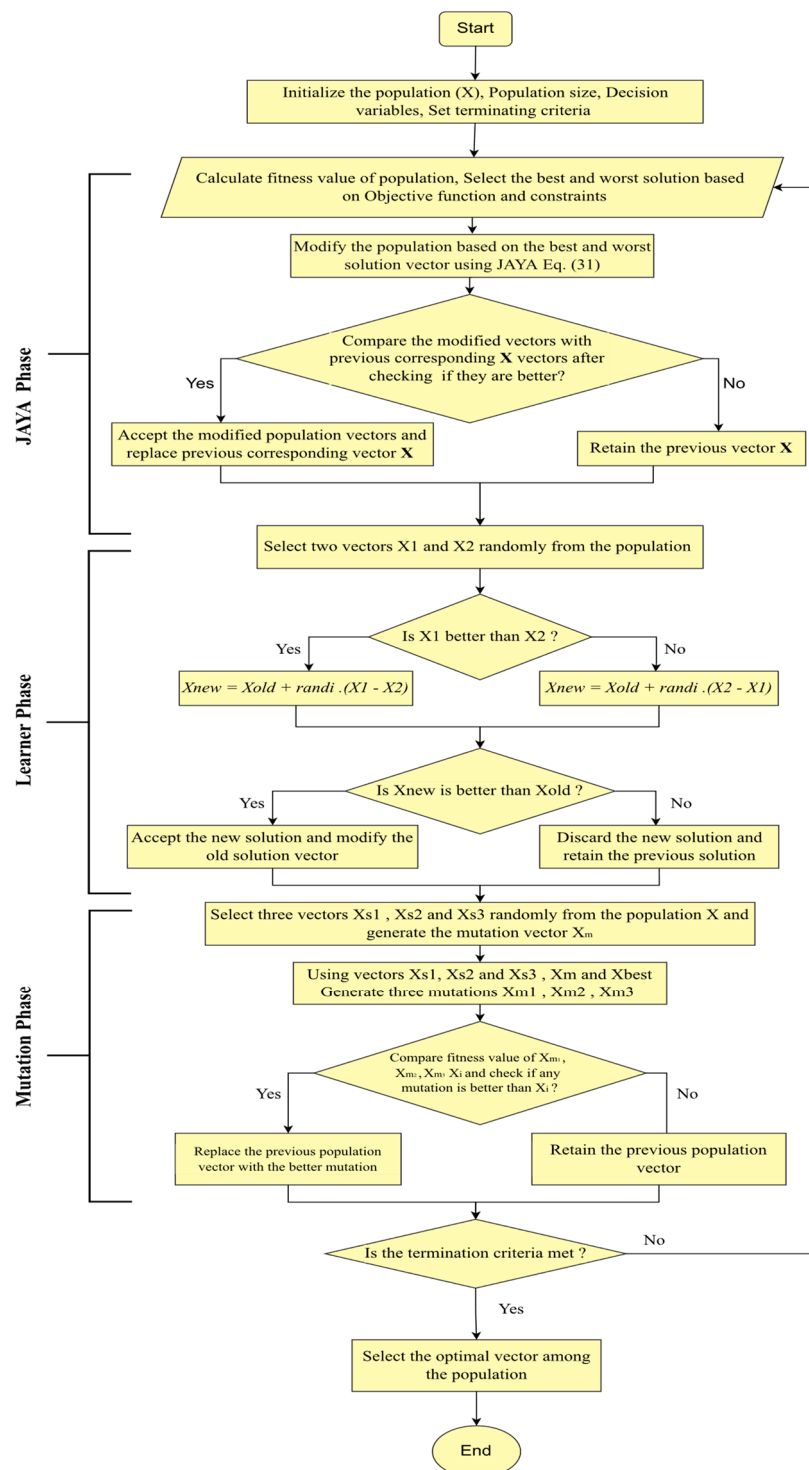 Start
Initialize the population (X), Population size, Decision
variables, Set terminating criteria
Calculate fitness value of population, Select the best and worst solution based
on Objective function and constraints
Modify the population based on the best and worst
solution vector using JAYA Eq. (31)
Compare the modified vectors with
previous corresponding X vectors after
checking if they are better?
Yes
No
Accept the modified population vectors and
replace previous corresponding vector X
Retain the previous vector X
JAYA Phase
Select two vectors X1 and X2 randomly from the population
Is X1 better than X2 ?
Yes
No
Xnew = Xold + randi .(X1 - X2)
Xnew = Xold + randi .(X2 - X1)
Learner Phase
Is Xnew is better than Xold ?
Yes
No
Accept the new solution and modify the
old solution vector
Discard the new solution and
retain the previous solution
Select three vectors Xs1 , Xs2 and Xs3 randomly from the population X and
generate the mutation vector Xm
Using vectors Xs1, Xs2 and Xs3 , Xm and Xbest
Generate three mutations Xm1 , Xm2 , Xm3
Mutation Phase
Compare fitness value of Xm1 ,
Xm2 , Xm3 Xi and check if any
mutation is better than Xi ?
Yes
No
Replace the previous population
vector with the better mutation
Retain the previous population
vector
Is the termination criteria met ?
No
Yes
Select the optimal vector among
the population
End